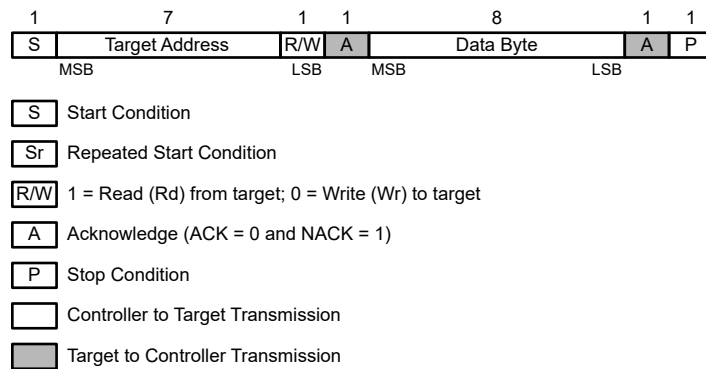 1 7 1 1 8 1 1
S Target Address R/W A Data Byte A P
MSB LSB MSB LSB
S Start Condition
Sr Repeated Start Condition
R/W 1 = Read (Rd) from target; 0 = Write (Wr) to target
A Acknowledge (ACK = 0 and NACK = 1)
P Stop Condition
Controller to Target Transmission
Target to Controller Transmission